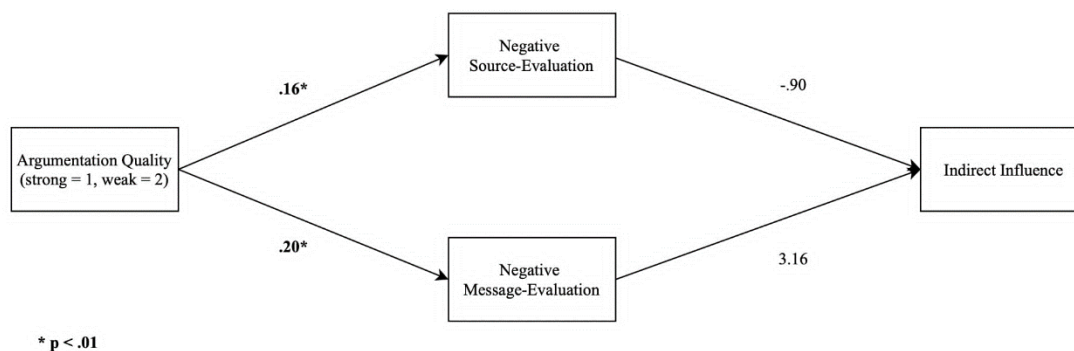 Negative
Source-Evaluation
.16*
-.90
Argumentation Quality
(strong = 1, weak = 2)
Indirect Influence
.20*
3.16
Negative
Message-Evaluation
* p < .01